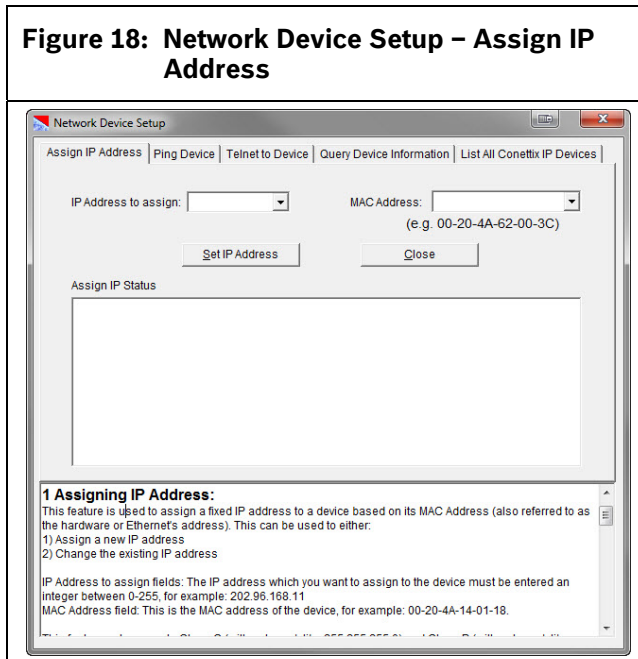 Figure 18: Network Device Setup – Assign IP
Address
Network Device Setup
Assign IP Address Ping Device Telnet to Device Query Device Information List All Conettix IP Devices
IP Address to assign: MAC Address:
(e.g. 00-20-4A-62-00-3C)
Set IP Address Close
Assign IP Status
1 Assigning IP Address:
This feature is used to assign a fixed IP address to a device based on its MAC Address (also referred to as
the hardware or Ethernet's address). This can be used to either:
1) Assign a new IP address
2) Change the existing IP address
IP Address to assign fields: The IP address which you want to assign to the device must be entered an
integer between 0-255, for example: 202.96.168.11
MAC Address field: This is the MAC address of the device, for example: 00-20-4A-14-01-18.